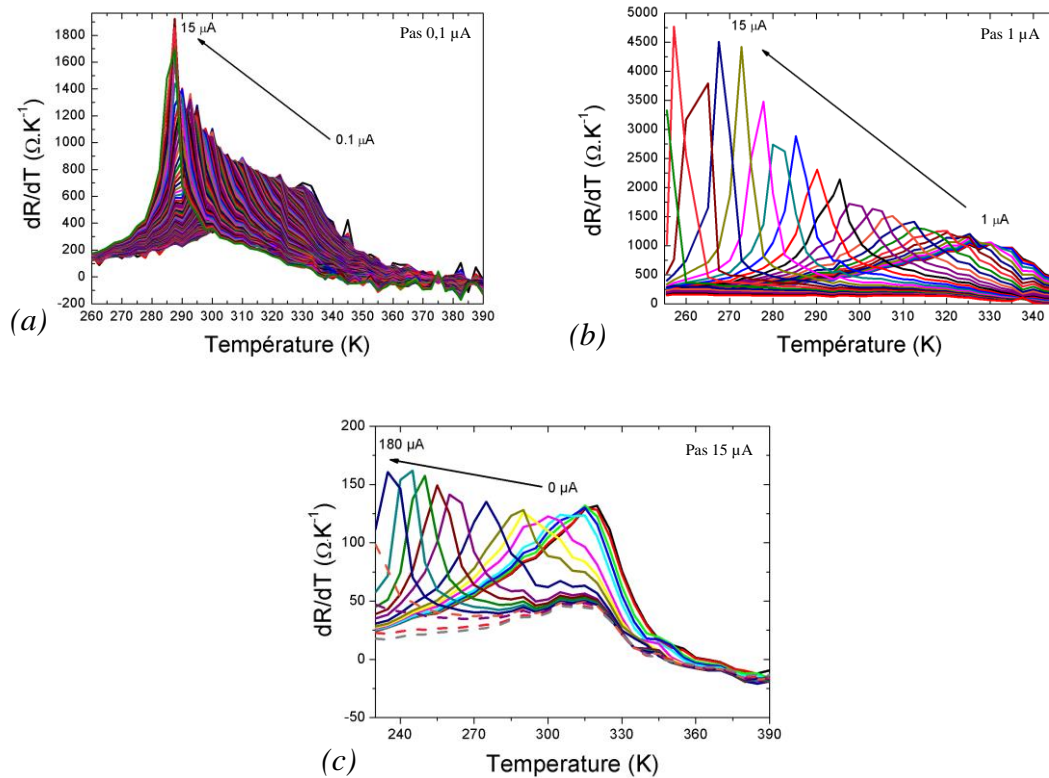 15 µA
Pas 0,1 µA
0.1 µA
dR/dT (Ω.K⁻¹)
1800
1600
1400
1200
1000
800
600
400
200
0
-200
260 270 280 290 300 310 320 330 340 350 360 370 380 390
Température (K)
(a)
15 µA
Pas 1 µA
1 µA
dR/dT (Ω.K⁻¹)
5000
4500
4000
3500
3000
2500
2000
1500
1000
500
0
260 270 280 290 300 310 320 330 340
Température (K)
(b)
180 µA
Pas 15 µA
0 µA
dR/dT (Ω.K⁻¹)
200
150
100
50
0
-50
240 270 300 330 360 390
Temperature (K)
(c)